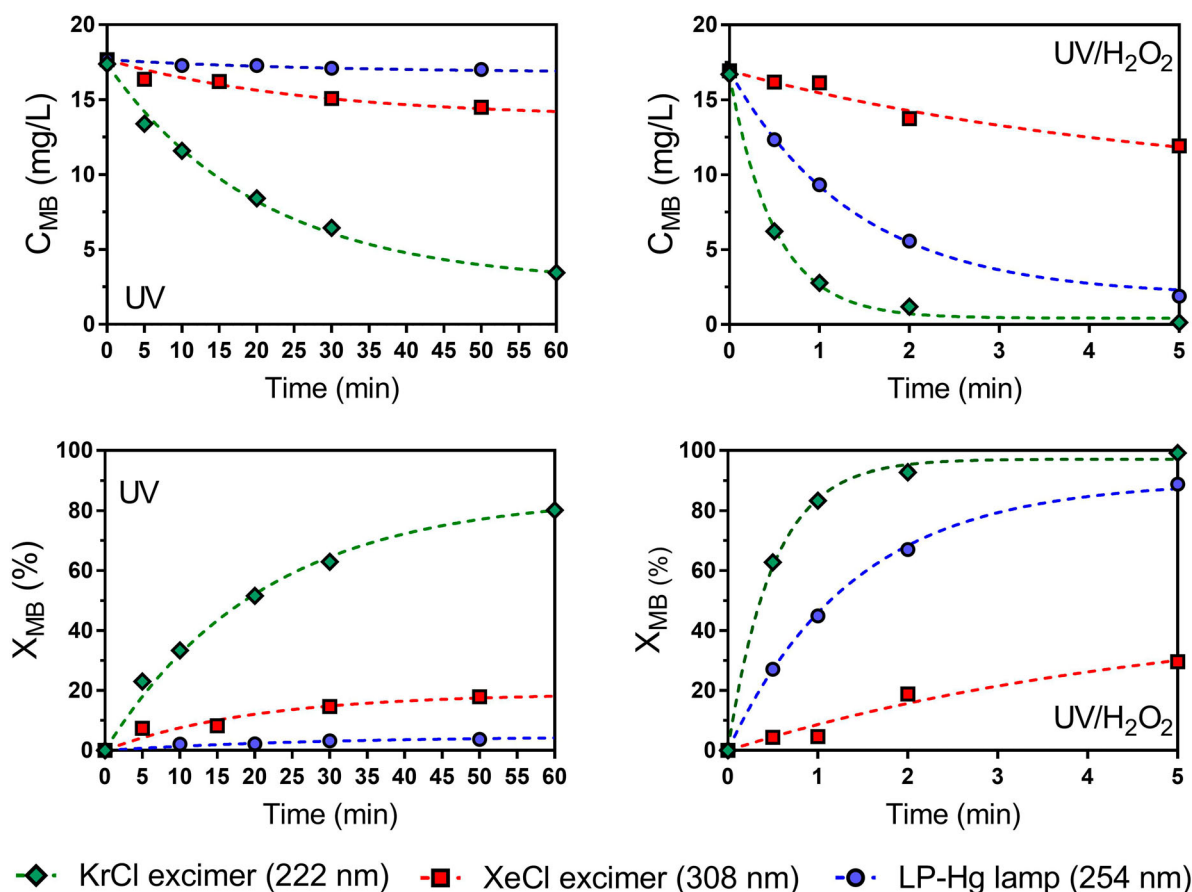 20
15
10
5
0
C_MB (mg/L)
UV
0 5 10 15 20 25 30 35 40 45 50 55 60
Time (min)
20
15
10
5
0
C_MB (mg/L)
UV/H₂O₂
0 1 2 3 4 5
Time (min)
100
80
60
40
20
0
X_MB (%)
UV
0 5 10 15 20 25 30 35 40 45 50 55 60
Time (min)
100
80
60
40
20
0
X_MB (%)
UV/H₂O₂
0 1 2 3 4 5
Time (min)
KrCl excimer (222 nm) XeCl excimer (308 nm) LP-Hg lamp (254 nm)